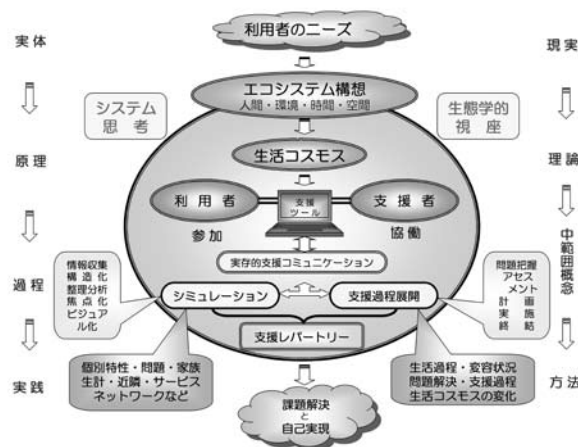 利用者のニーズ
実体
現実
エコシステム構想
人間・環境・時間・空間
システム
思考
生態学的
視座
生活コスモス
原理
理論
利用者
支援
ツール
支援者
参加
協働
実存的支援コミュニケーション
過程
中範囲概念
情報収集
構造化
整理分析
焦点化
ビジュア
ル化
シミュレーション
支援過程展開
問題把握
アセス
メント
計画
実施
終結
支援レパートリー
個別特性・問題・家族
生計・近隣・サービス
ネットワークなど
生活過程・変容状況
問題解決・支援過程
生活コスモスの変化
実践
方法
課題解決
と
自己実現